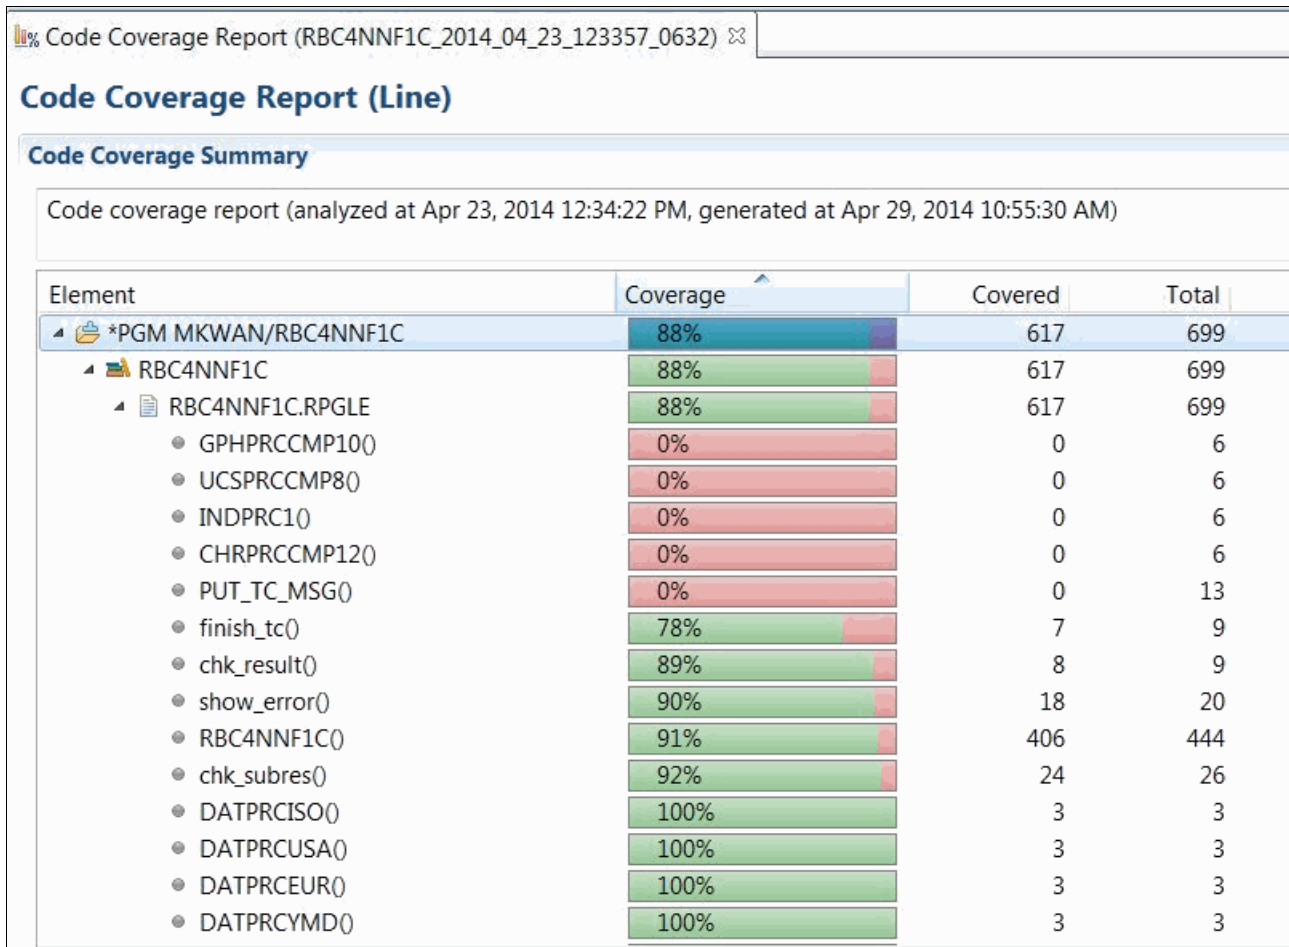 Code Coverage Report (RBC4NNF1C_2014_04_23_123357_0632)
Code Coverage Report (Line)
Code Coverage Summary
Code coverage report (analyzed at Apr 23, 2014 12:34:22 PM, generated at Apr 29, 2014 10:55:30 AM)
Element Coverage Covered Total
*PGM MKWAN/RBC4NNF1C 88% 617 699
RBC4NNF1C 88% 617 699
RBC4NNF1C.RPGLE 88% 617 699
GPHPRCCMP10() 0% 0 6
UCSPRCCMP8() 0% 0 6
INDPRC1() 0% 0 6
CHRPRCCMP12() 0% 0 6
PUT_TC_MSG() 0% 0 13
finish_tc() 78% 7 9
chk_result() 89% 8 9
show_error() 90% 18 20
RBC4NNF1C() 91% 406 444
chk_subres() 92% 24 26
DATPRCISO() 100% 3 3
DATPRCUSA() 100% 3 3
DATPRCEUR() 100% 3 3
DATPRCYMD() 100% 3 3